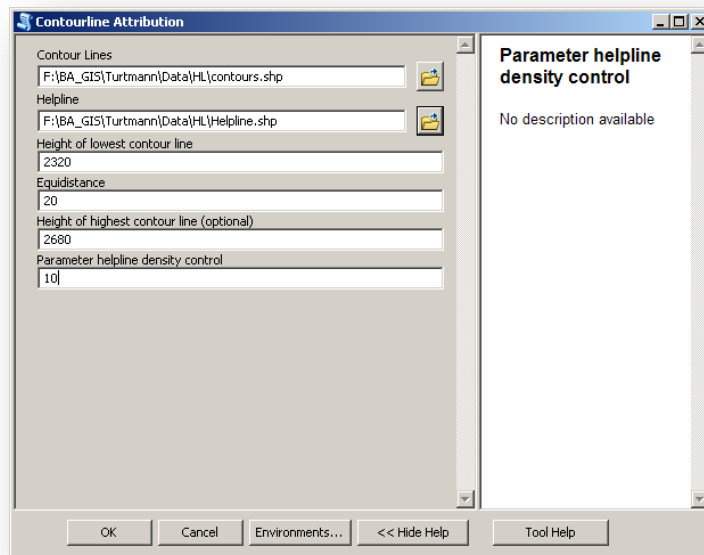 Contourline Attribution
Contour Lines
F:\BA_GIS\Turtmann\Data\HL\contours.shp
Helpline
F:\BA_GIS\Turtmann\Data\HL\Helpline.shp
Height of lowest contour line
2320
Equidistance
20
Height of highest contour line (optional)
2680
Parameter helpline density control
10
Parameter helpline
density control
No description available
OK
Cancel
Environments...
<< Hide Help
Tool Help